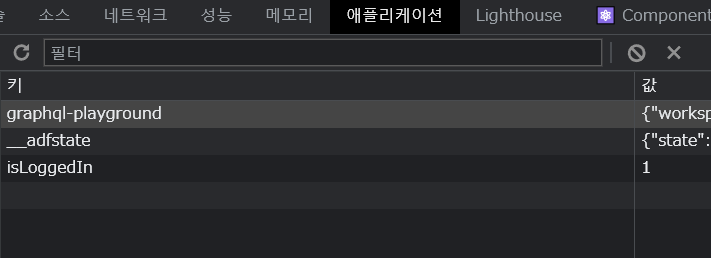 소스 네트워크 성능 메모리 애플리케이션 Lighthouse Component
필터
키 값
graphql-playground {"worksp
__adfstate {"state":
isLoggedIn 1